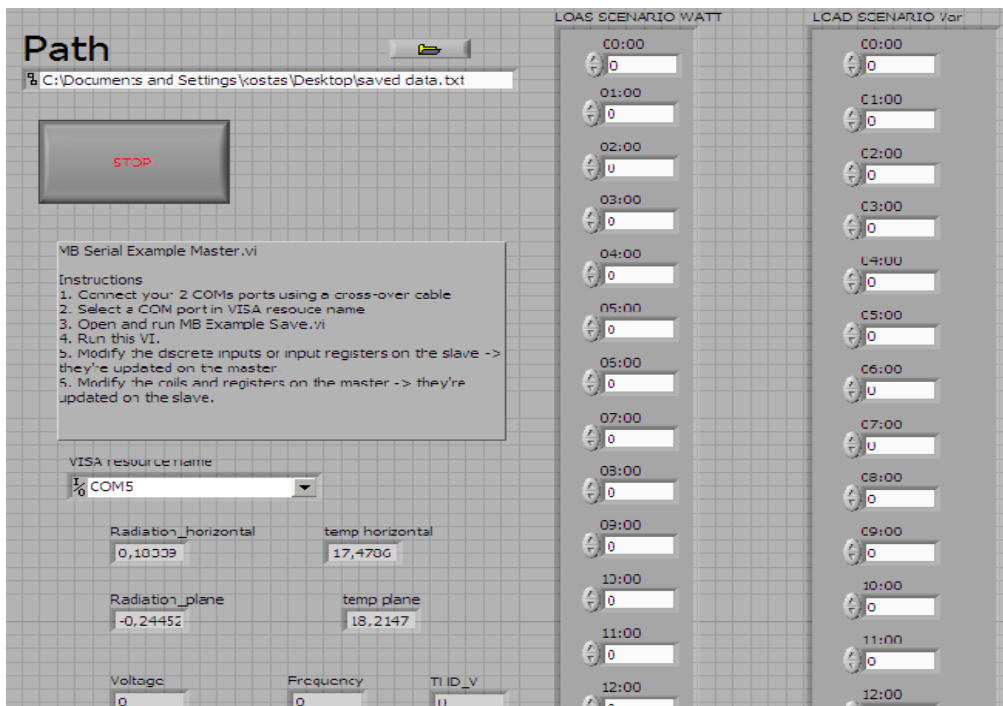 Path
C:\Documents and Settings\kostas\Desktop\saved data.txt
STOP
MB Serial Example Master.vi
Instructions
1. Connect your 2 COMs ports using a cross-over cable
2. Select a COM port in VISA resouce name
3. Open and run MB Example Save.vi
4. Run this VI.
5. Modify the discrete inputs or input registers on the slave ->
they're updated on the master
6. Modify the coils and registers on the master -> they're
updated on the slave.
VISA resource name
COM5
Radiation_horizontal
temp horizontal
17,4786
Radiation_plane
temp plane
-0,24452
18,2147
Voltage
Frequency
THD_V
0
0
0
LOAS SCENARIO WATT
00:00
0
01:00
0
02:00
0
03:00
0
04:00
0
05:00
0
06:00
0
07:00
0
08:00
0
09:00
0
10:00
0
11:00
0
12:00
LOAD SCENARIO Var
00:00
0
01:00
0
02:00
0
03:00
0
04:00
0
05:00
0
06:00
0
07:00
0
08:00
0
09:00
0
10:00
0
11:00
0
12:00